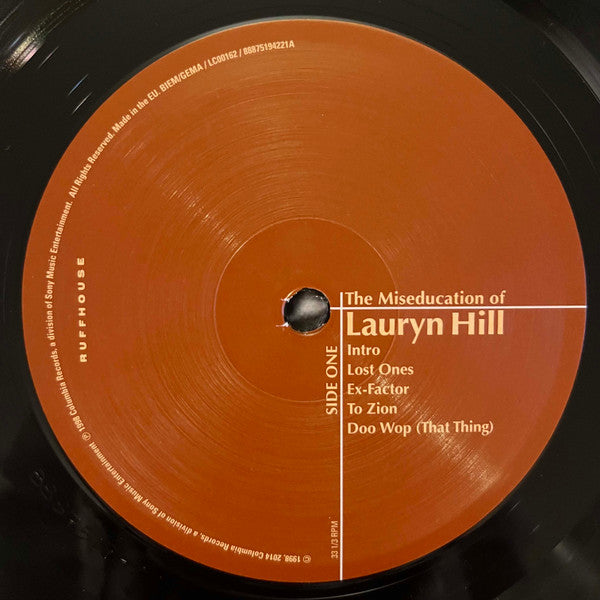 The Miseducation of
Lauryn Hill
SIDE ONE
Intro
Lost Ones
Ex-Factor
To Zion
Doo Wop (That Thing)
33 1/3 RPM
RUFFHOUSE
© 1998, 2014 Columbia Records, a division of Sony Music Entertainment ℗ 1998 Columbia Records, a division of Sony Music Entertainment. All Rights Reserved. Made in the EU. BIEM/GEMA / LC00162 / 88875194221A